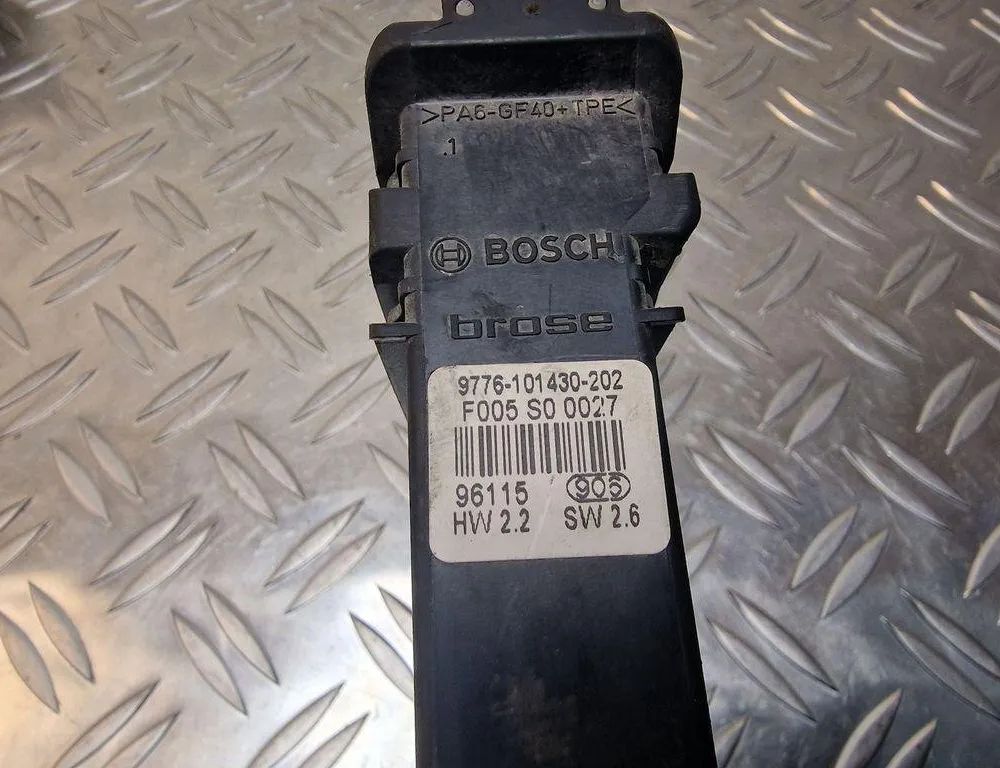 >PA6-GF40+TPE<
.1
BOSCH
brose
9776-101430-202
F005 S0 0027
96115 905
HW 2.2 SW 2.6